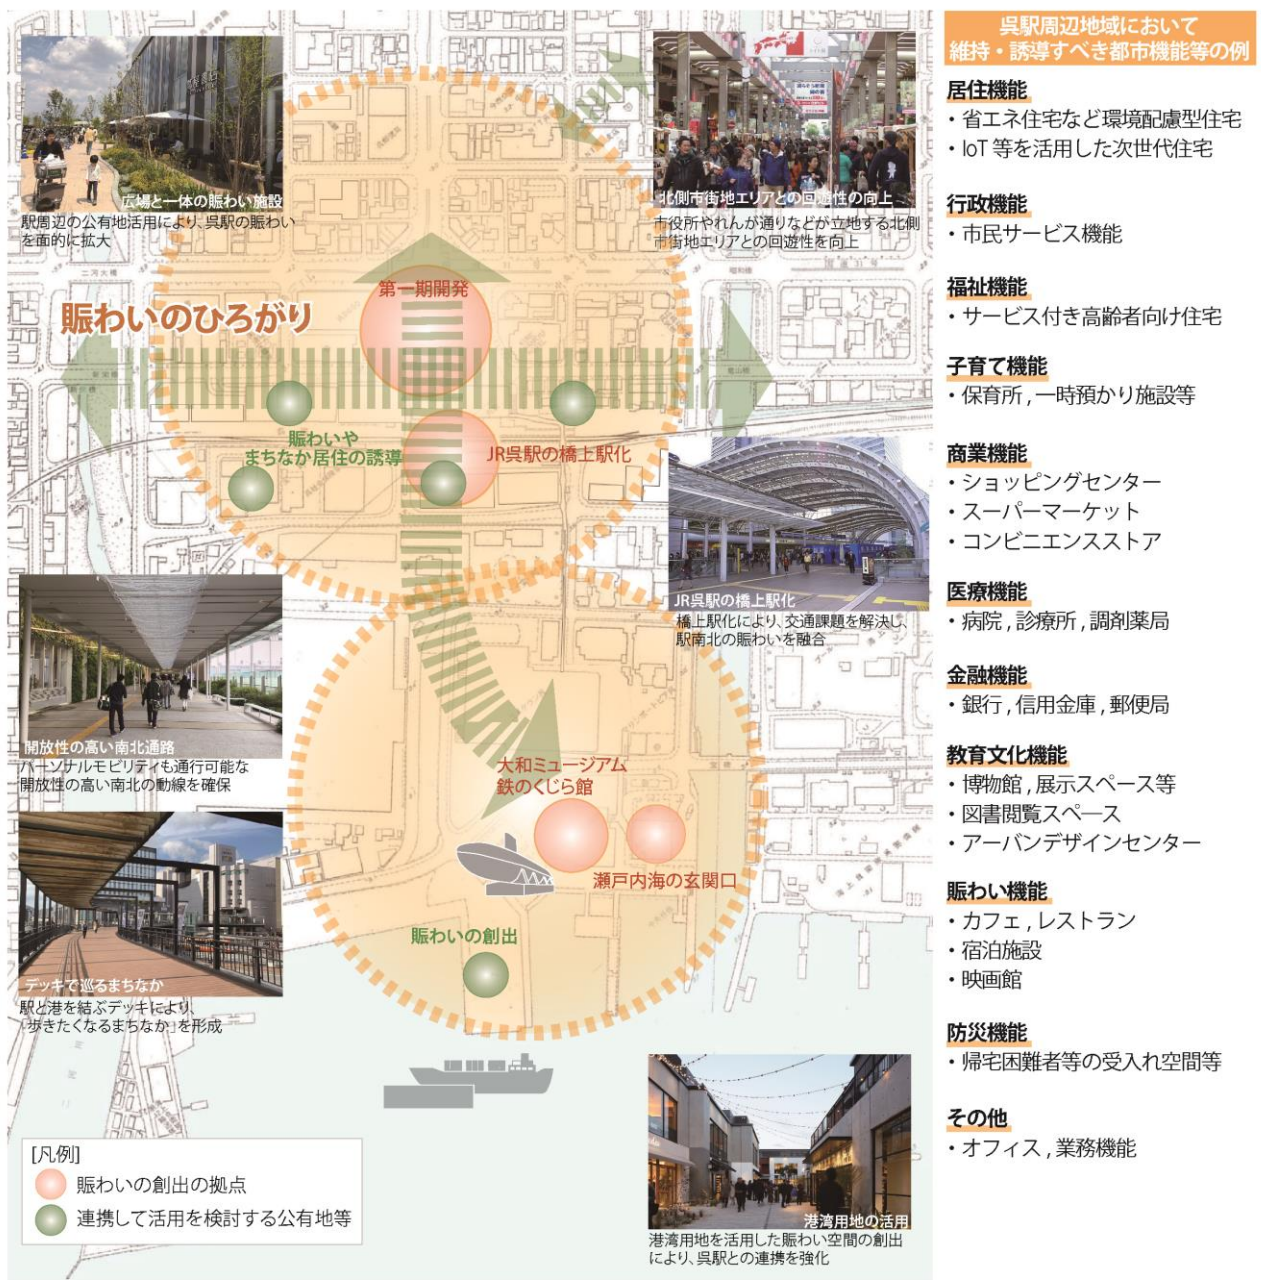 広場と一体の賑わい施設
駅周辺の公有地活用により、呉駅の賑わい
を面的に拡大
北側市街地エリアとの回遊性の向上
市役所やれんが通りなどが立地する北側
市街地エリアとの回遊性を向上
二河大橋
昭和橋
第一期開発
賑わいのひろがり
賑わいや
まちなか居住の誘導
JR呉駅の橋上駅化
JR呉駅の橋上駅化
橋上駅化により、交通課題を解決し、
駅南北の賑わいを融合
開放性の高い南北通路
パーソナルモビリティも通行可能な
開放性の高い南北の動線を確保
大和ミュージアム
鉄のくじら館
瀬戸内海の玄関口
デッキで巡るまちなか
駅と港を結ぶデッキにより、
「歩きたくなるまちなか」を形成
賑わいの創出
港湾用地の活用
港湾用地を活用した賑わい空間の創出
により、呉駅との連携を強化
[凡例]
賑わいの創出の拠点
連携して活用を検討する公有地等
呉駅周辺地域において
維持・誘導すべき都市機能等の例
居住機能
・省エネ住宅など環境配慮型住宅
・IoT 等を活用した次世代住宅
行政機能
・市民サービス機能
福祉機能
・サービス付き高齢者向け住宅
子育て機能
・保育所 , 一時預かり施設等
商業機能
・ショッピングセンター
・スーパーマーケット
・コンビニエンスストア
医療機能
・病院 , 診療所 , 調剤薬局
金融機能
・銀行 , 信用金庫 , 郵便局
教育文化機能
・博物館 , 展示スペース等
・図書閲覧スペース
・アーバンデザインセンター
賑わい機能
・カフェ , レストラン
・宿泊施設
・映画館
防災機能
・帰宅困難者等の受入れ空間等
その他
・オフィス , 業務機能